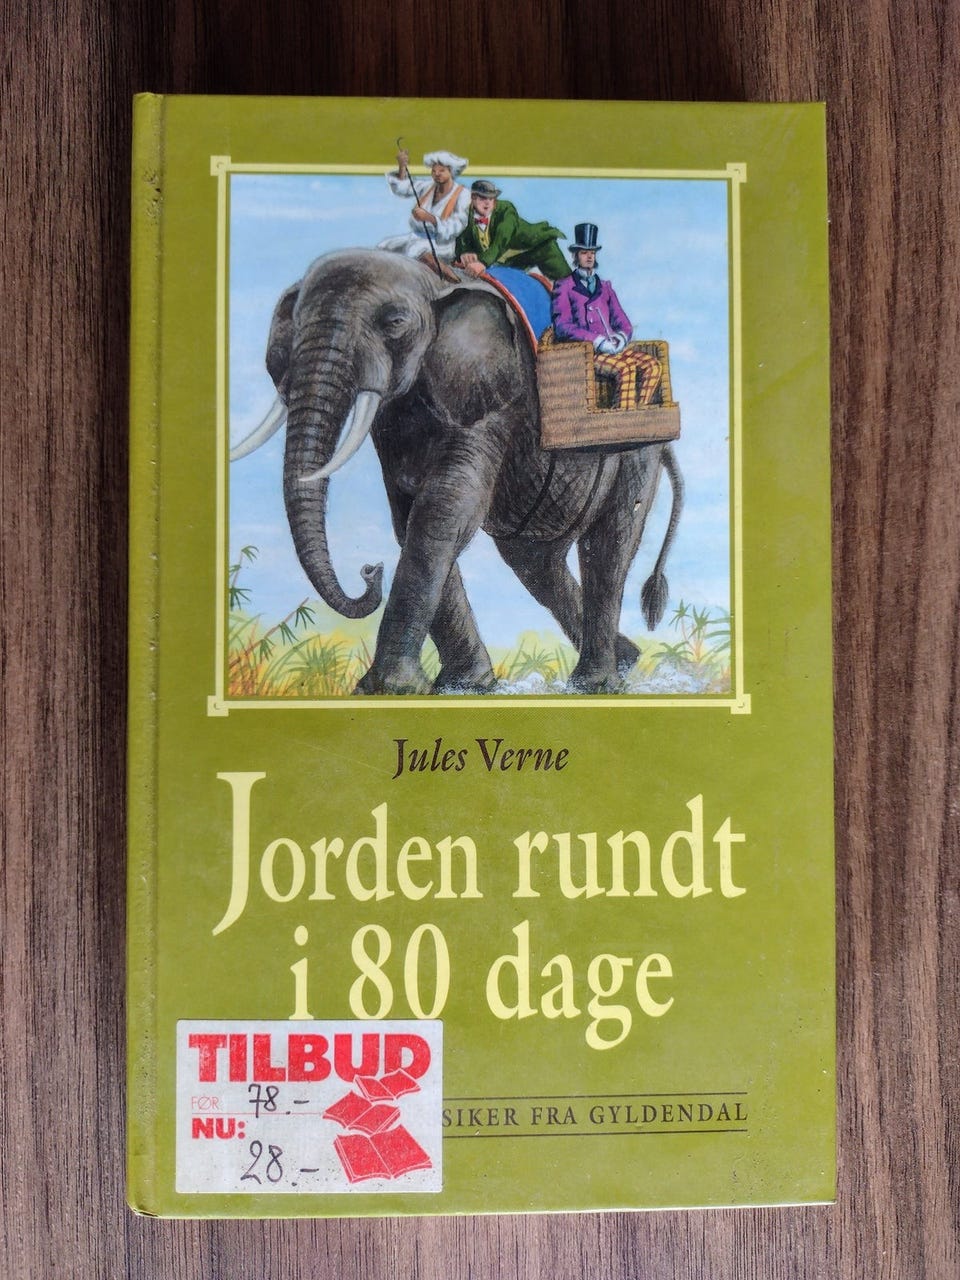 Jules Verne
Jorden rundt
i 80 dage
TILBUD
FØR 78.-
NU:
28.-
SIKER FRA GYLDENDAL